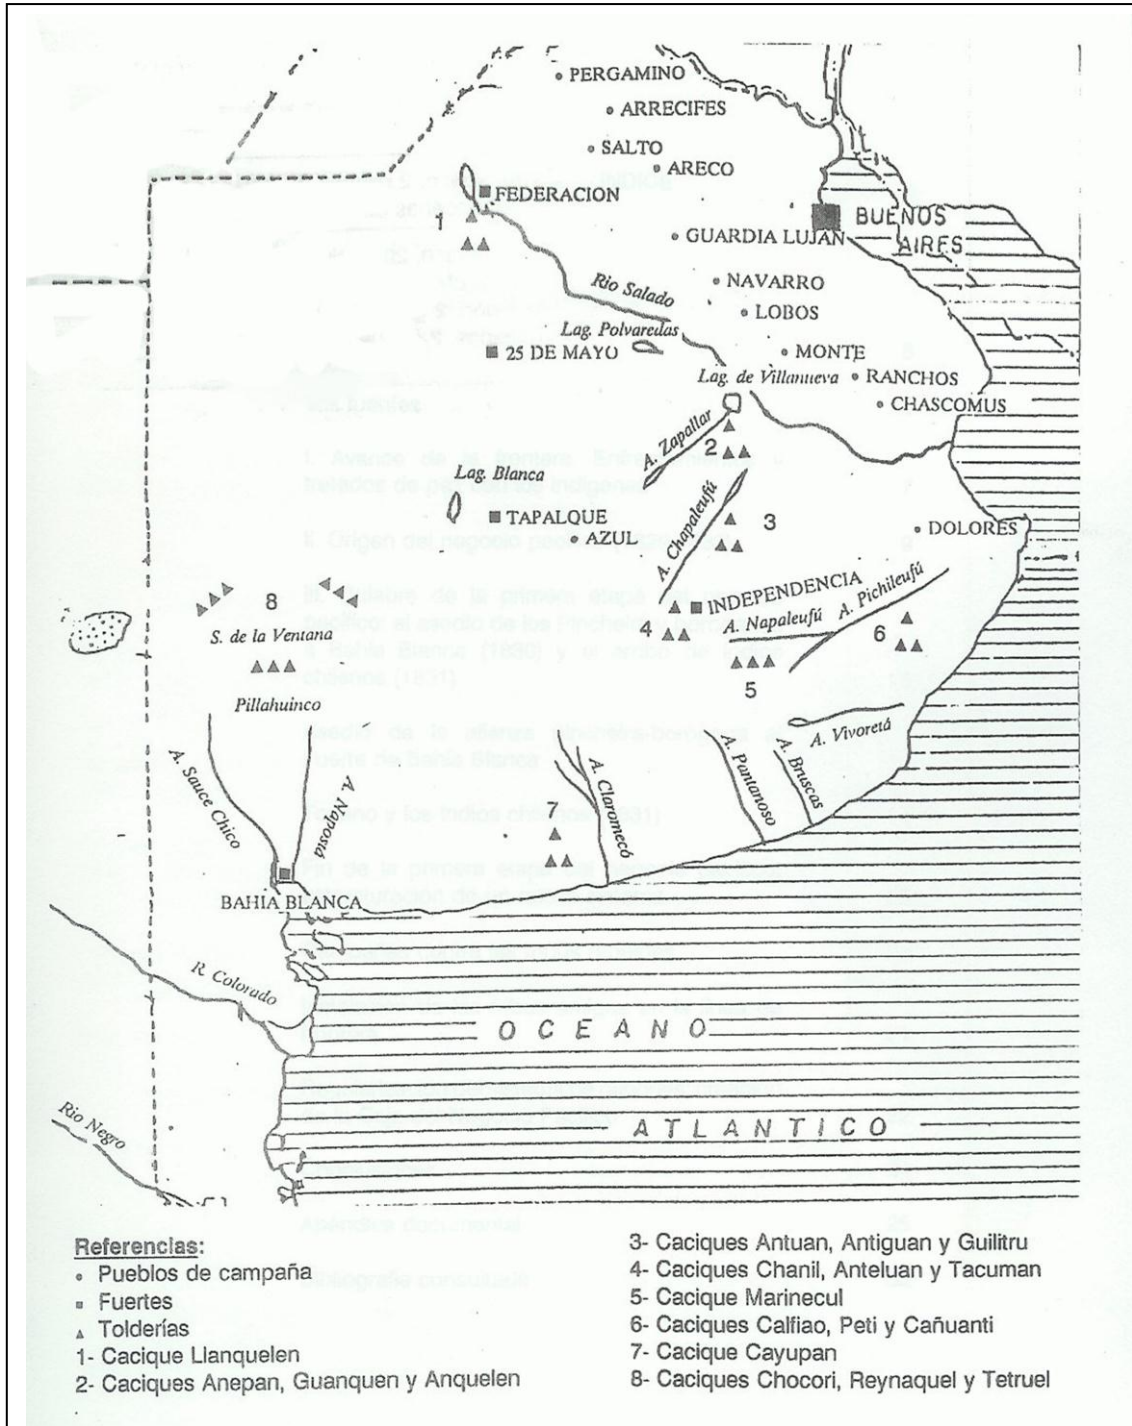 PERGAMINO
ARRECIFES
SALTO
ARECO
FEDERACION
BUENOS
AIRES
1
GUARDIA LUJAN
Rio Salado
NAVARRO
LOBOS
Lag. Polvaredas
25 DE MAYO
MONTE
Lag. de Villanueva
RANCHOS
CHASCOMUS
A. Zapallar
2
Lag. Blanca
A. Chapaleufú
3
TAPALQUE
AZUL
DOLORES
8
S. de la Ventana
INDEPENDENCIA
A. Napaleufú
A. Pichileufú
4
6
5
Pillahuinco
A. Vivoretá
A. Sauce Chico
A. Naposta
A. Claromecó
A. Pantanoso
A. Bruscas
7
BAHIA BLANCA
R. Colorado
OCEANO
Rio Negro
ATLANTICO
Referencias:
Pueblos de campaña
Fuertes
Tolderías
1- Cacique Llanquelen
2- Caciques Anepan, Guanquen y Anquelen
3- Caciques Antuan, Antiguan y Guilitru
4- Caciques Chanil, Anteluan y Tacuman
5- Cacique Marinecul
6- Caciques Calfiao, Peti y Cañuanti
7- Cacique Cayupan
8- Caciques Chocori, Reynaquel y Tetruel